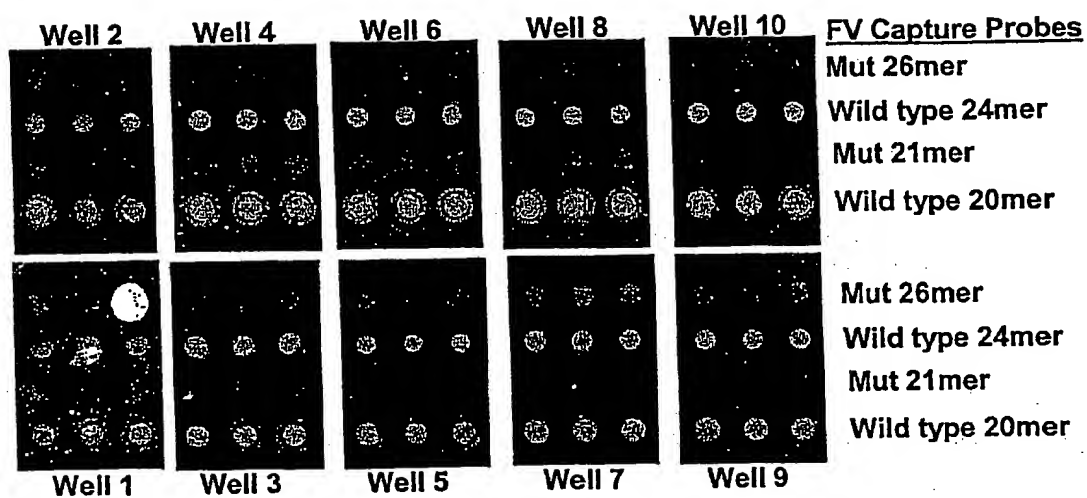 Well 2 Well 4 Well 6 Well 8 Well 10 FV Capture Probes
Mut 26mer
Wild type 24mer
Mut 21mer
Wild type 20mer
Mut 26mer
Wild type 24mer
Mut 21mer
Wild type 20mer
Well 1 Well 3 Well 5 Well 7 Well 9